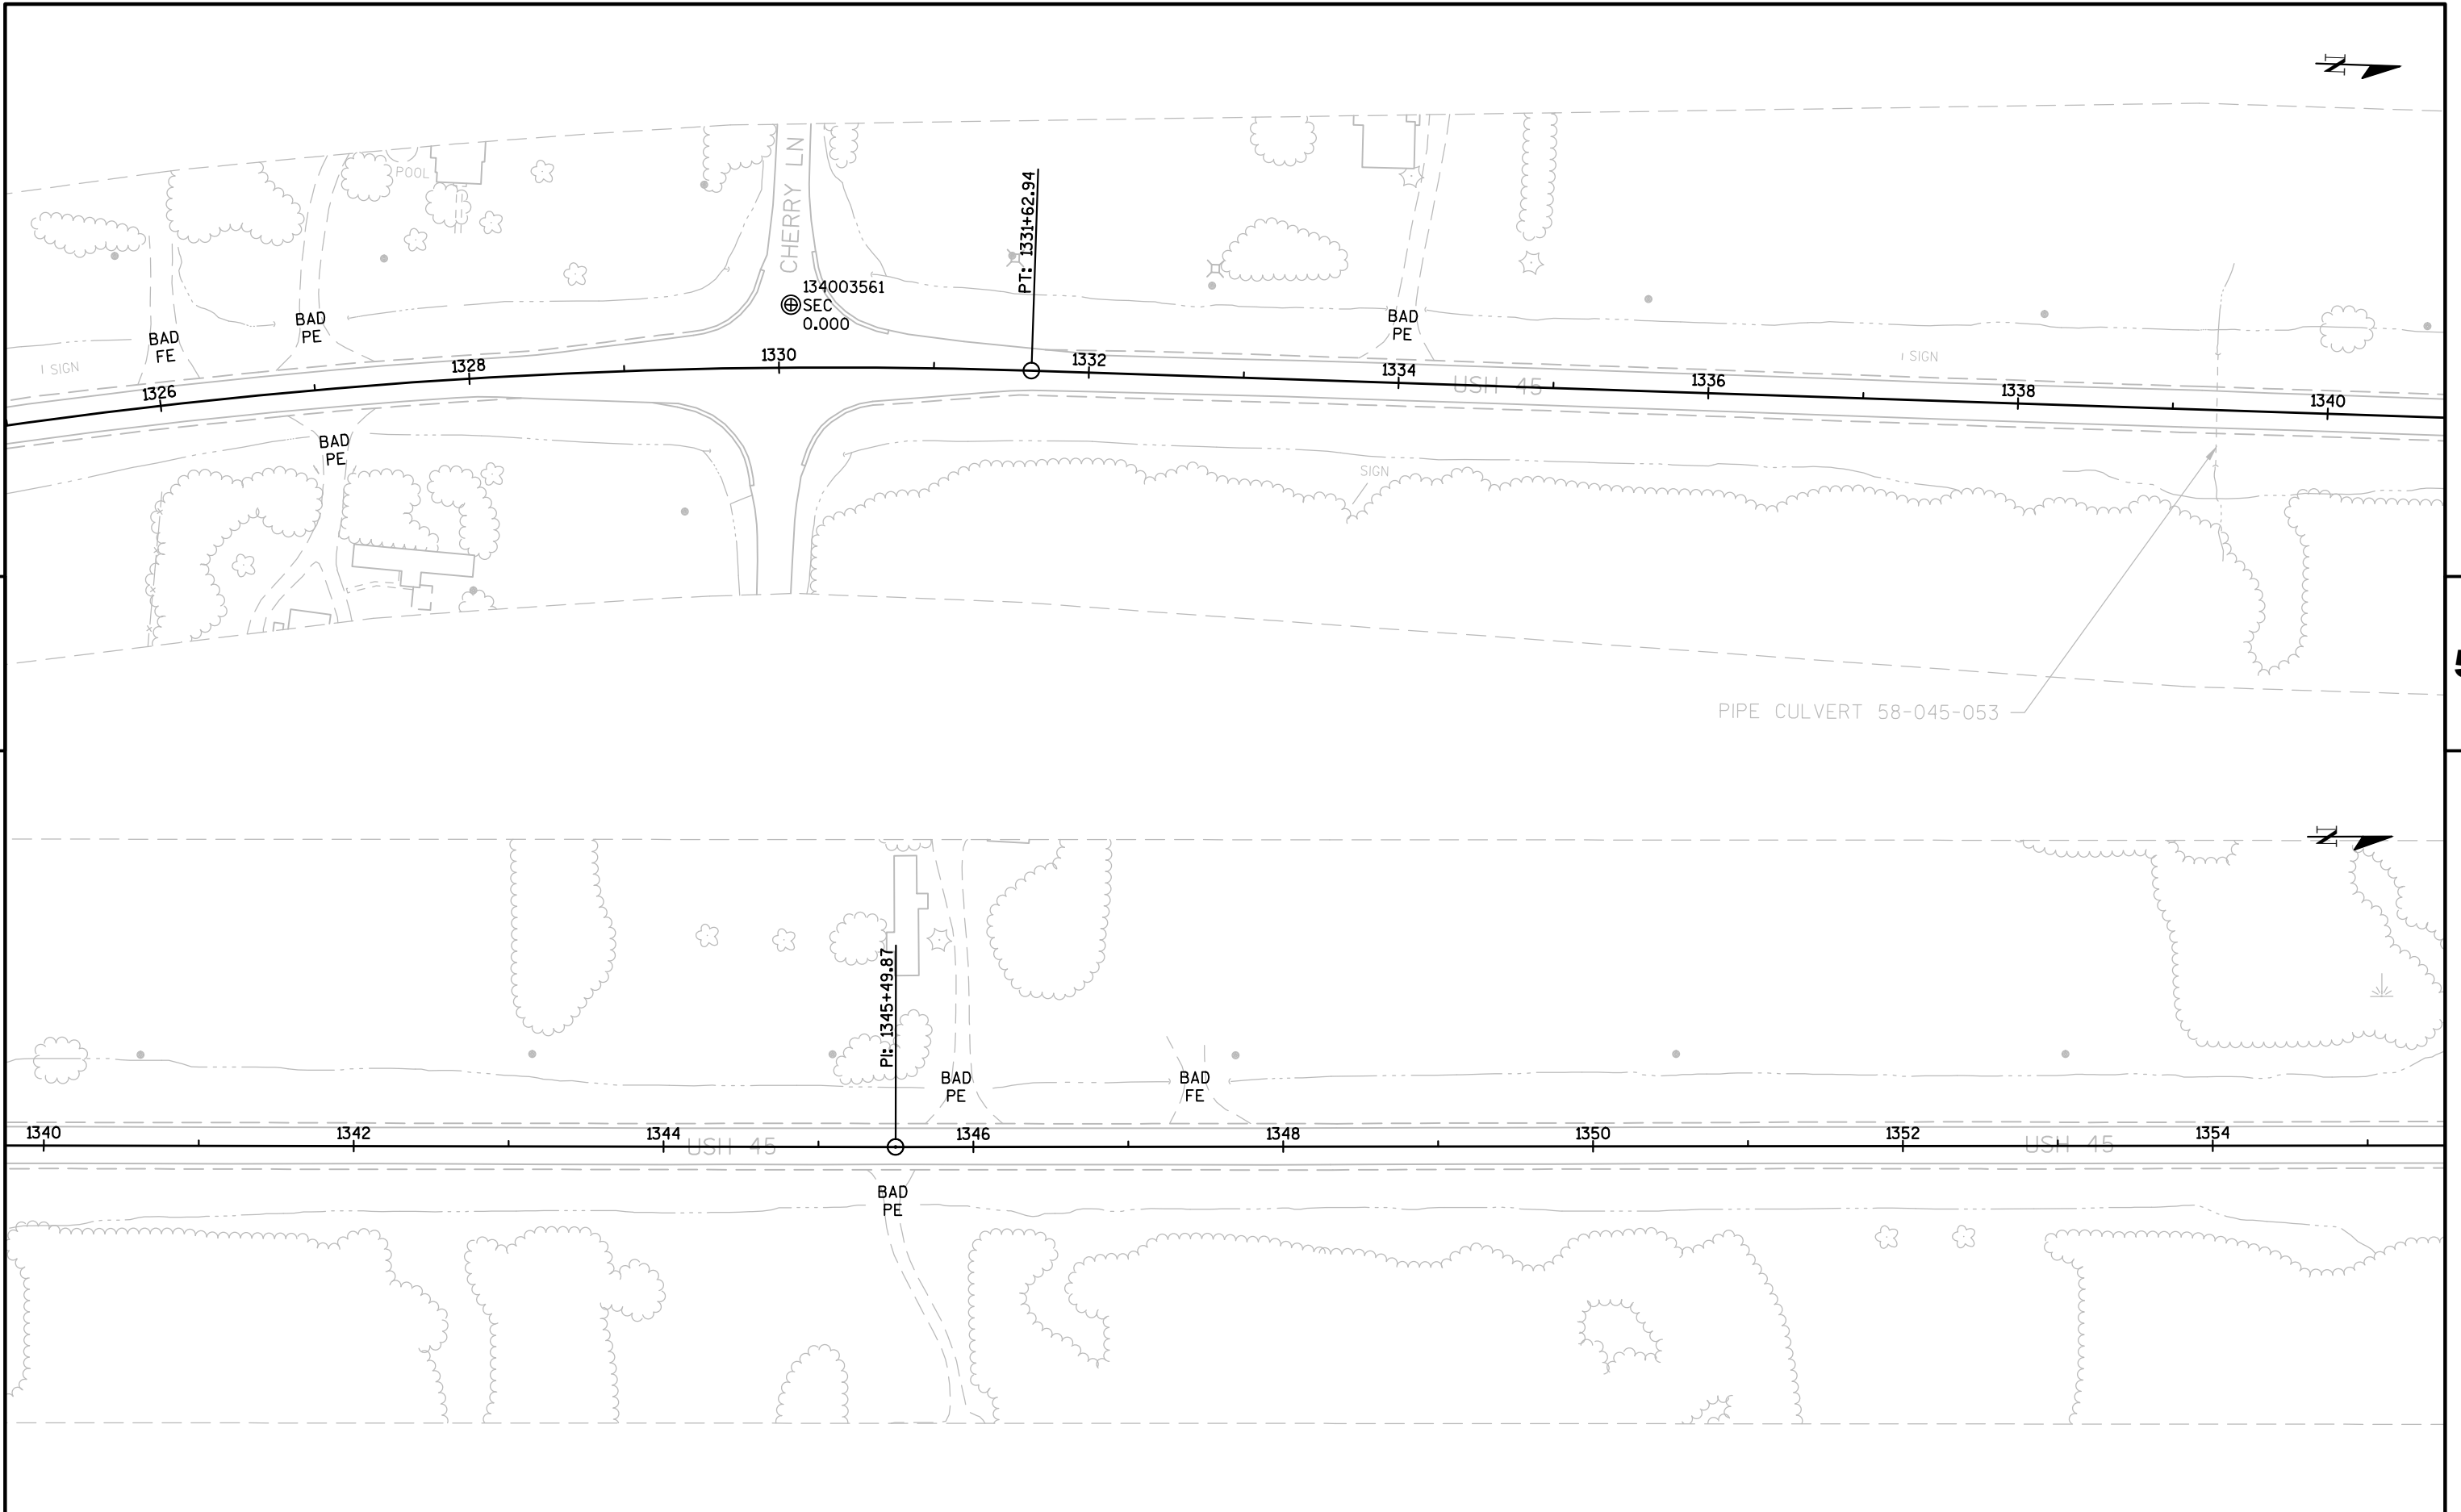 N
POOL
CHERRY LN
PT: 1331+62.94
134003561
SEC
0.000
BAD
FE
BAD
PE
BAD
PE
SIGN
SIGN
1326
1328
1330
1332
1334
1336
1338
1340
USH 45
BAD
PE
SIGN
PIPE CULVERT 58-045-053
5
N
PI: 1345+49.87
BAD
PE
BAD
FE
1340
1342
1344
1346
1348
1350
1352
1354
USH 45
USH 45
BAD
PE